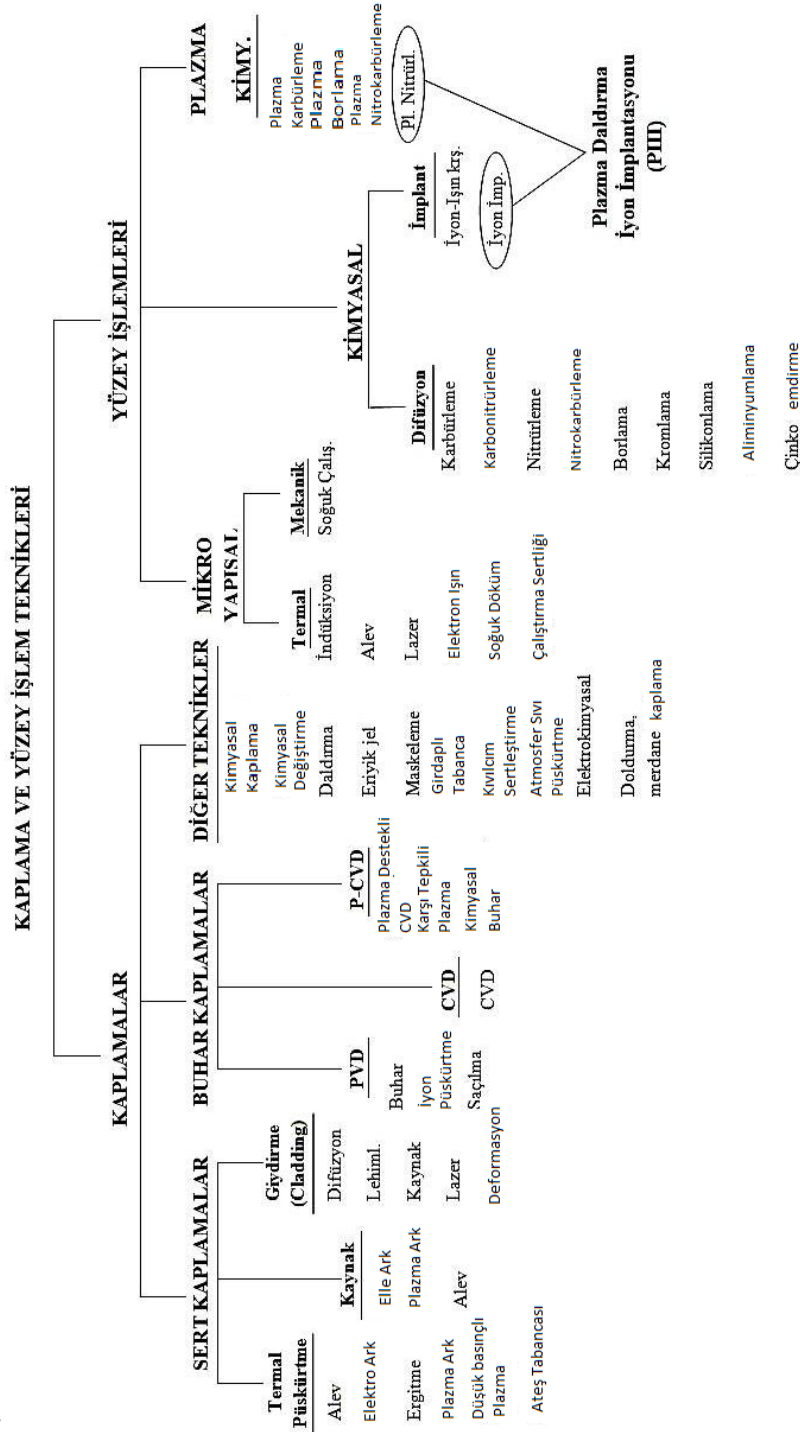 KAPLAMA VE YÜZEY İŞLEM TEKNİKLERİ
KAPLAMALAR
YÜZEY İŞLEMLERİ
SERT KAPLAMALAR
BUHAR KAPLAMALAR
DİĞER TEKNİKLER
MİKRO
YAPISAL
KİMYASAL
PLAZMA
KİMY.
Termal
Püskürtme
Alev
Elektro Ark
Ergitme
Plazma Ark
Düşük basınçlı
Plazma
Ateş Tabancası
Kaynak
Elle Ark
Plazma Ark
Alev
Giydirme
(Cladding)
Difüzyon
Lehiml.
Kaynak
Lazer
Deformasyon
PVD
Buhar
İyon
Püskürtme
Saçılma
CVD
CVD
P-CVD
Plazma Destekli
CVD
Karşı Tepkili
Plazma
Kimyasal
Buhar
Kimyasal
Kaplama
Kimyasal
Değiştirme
Daldırma
Eriyik jel
Maskeleme
Girdaplı
Tabanca
Kıvılcım
Sertleştirme
Atmosfer Sıvı
Püskürtme
Elektrokimyasal
Doldurma,
merdane kaplama
Termal
İndüksiyon
Alev
Lazer
Elektron Işın
Soğuk Döküm
Çalıştırma Sertliği
Mekanik
Soğuk Çalış.
Difüzyon
Karbürleme
Karbonitrürleme
Nitrürleme
Nitrokarbürleme
Borlama
Kromlama
Silikonlama
Aliminyumlama
Çinko emdirme
İmplant
İyon-Işın krş.
İyon İmp.
Plazma
Karbürleme
Plazma
Borlama
Plazma
Nitrokarbürleme
Pl. Nitrürl.
Plazma Daldırma
İyon İmplantasyonu
(PIII)